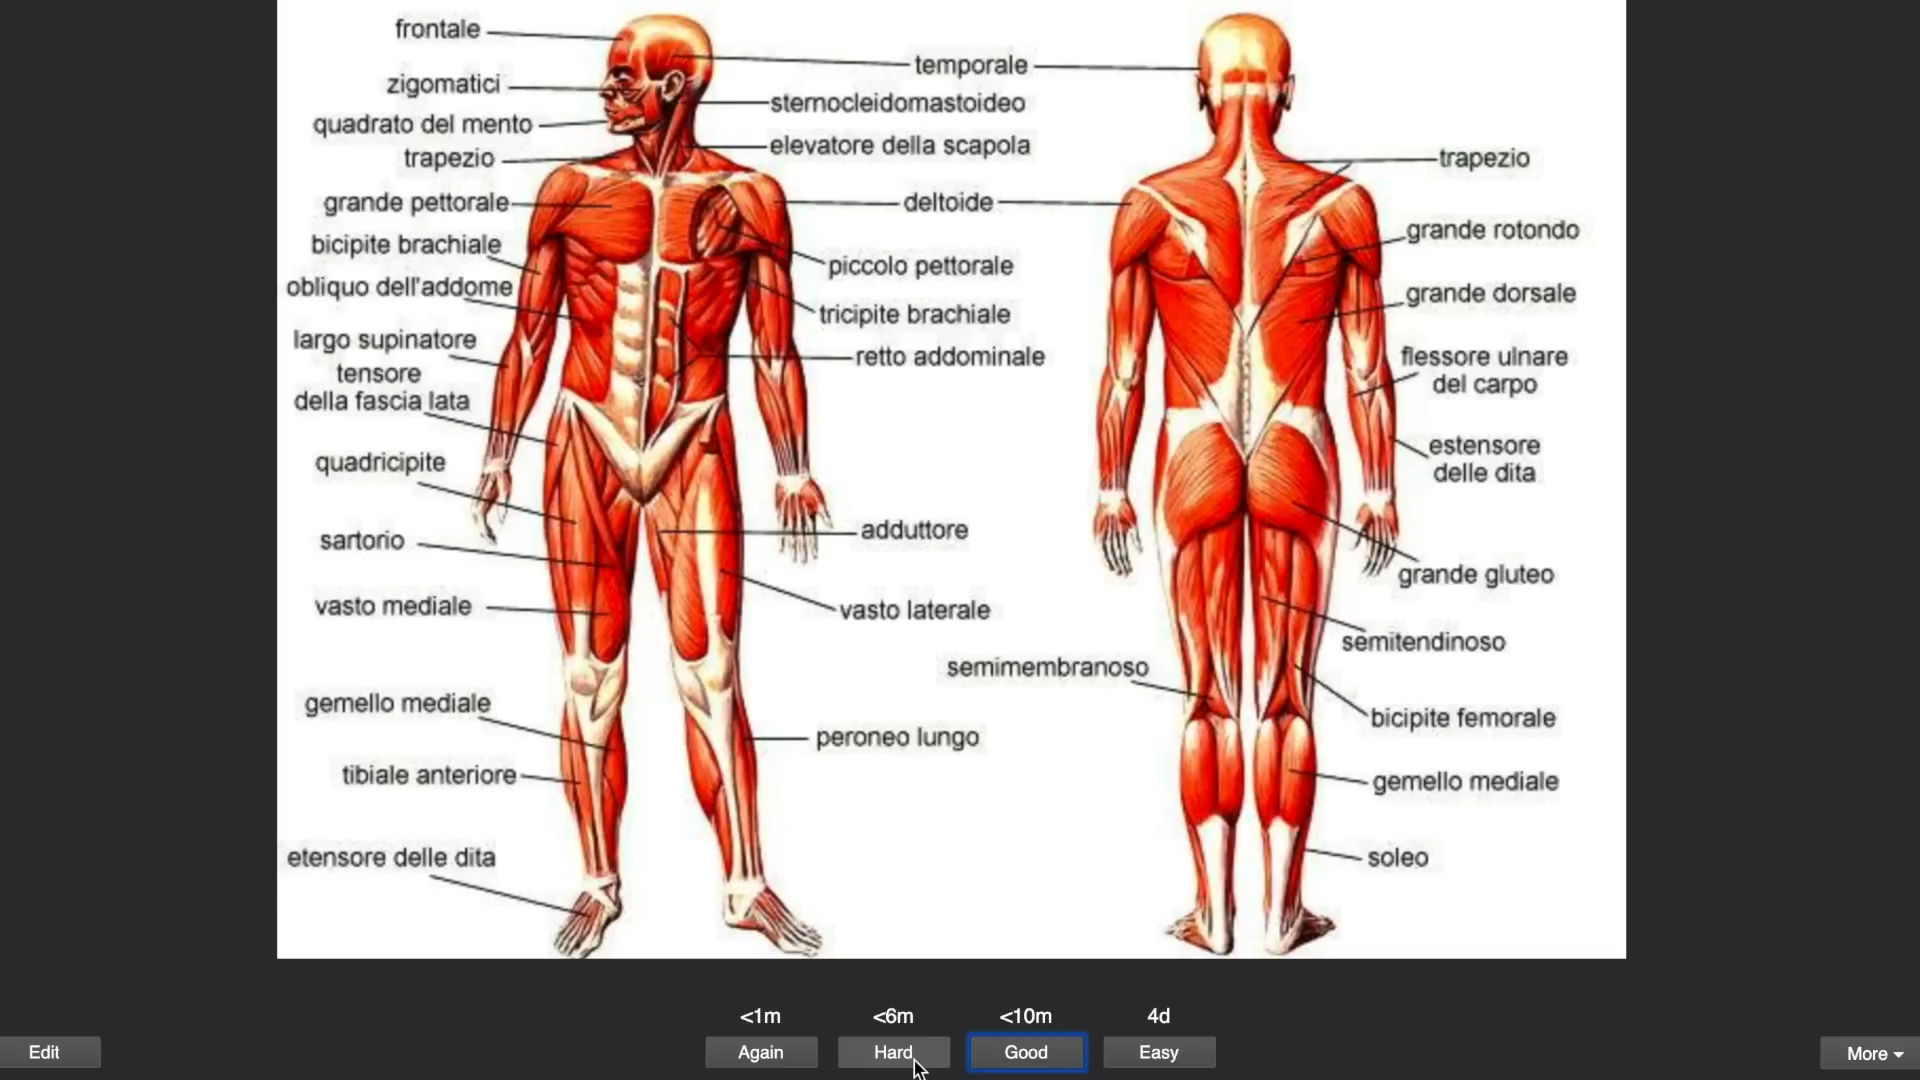 frontale
temporale
zigomatici
sternocleidomastoideo
quadrato del mento
elevatore della scapola
trapezio
trapezio
grande pettorale
deltoide
grande rotondo
bicipite brachiale
piccolo pettorale
obliquo dell'addome
grande dorsale
tricipite brachiale
largo supinatore
retto addominale
flessore ulnare
del carpo
tensore
della fascia lata
estensore
delle dita
quadricipite
adduttore
sartorio
grande gluteo
vasto mediale
vasto laterale
semitendinoso
semimembranoso
gemello mediale
bicipite femorale
peroneo lungo
tibiale anteriore
gemello mediale
etensore delle dita
soleo
<1m
<6m
<10m
4d
Edit
Again
Hard
Good
Easy
More